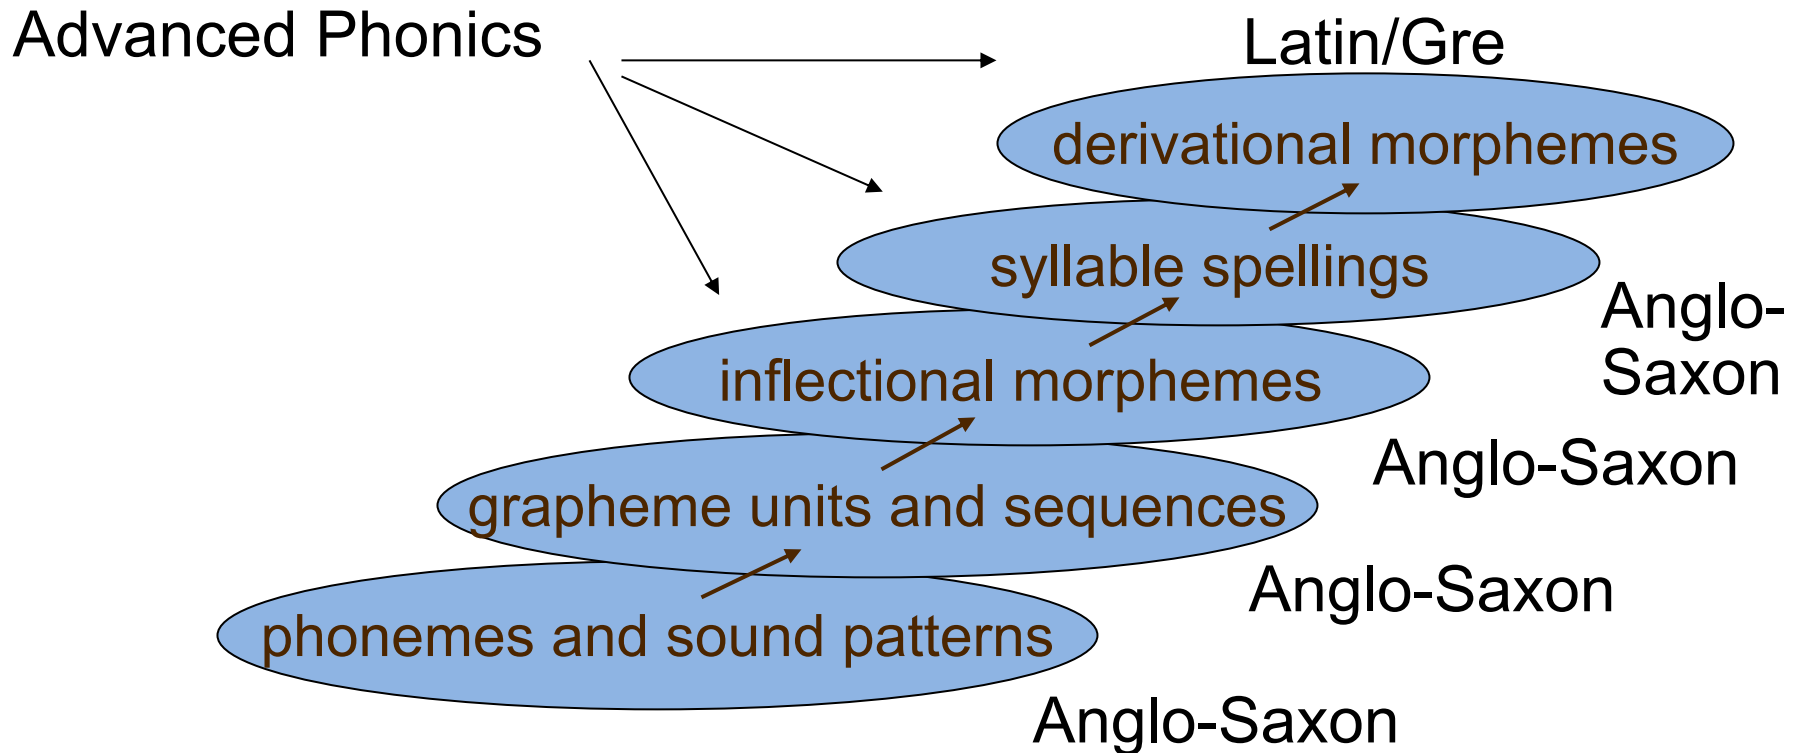 Advanced Phonics
Latin/Gre
derivational morphemes
syllable spellings
Anglo-
Saxon
inflectional morphemes
Anglo-Saxon
grapheme units and sequences
Anglo-Saxon
phonemes and sound patterns
Anglo-Saxon